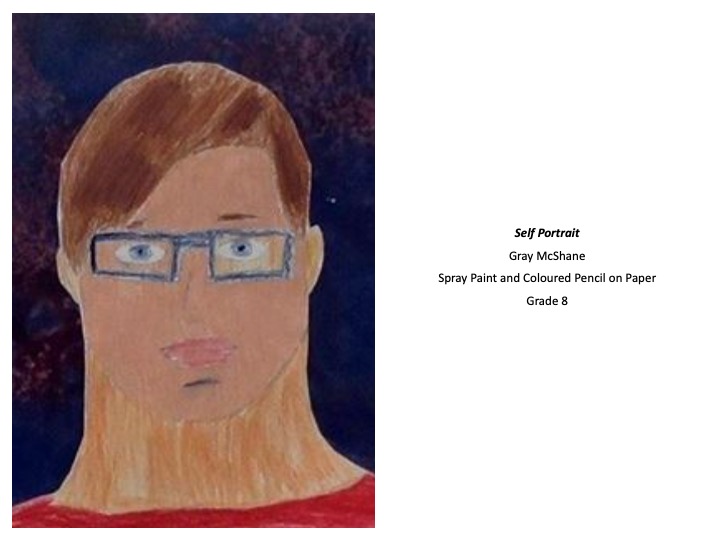 Self Portrait
Gray McShane
Spray Paint and Coloured Pencil on Paper
Grade 8